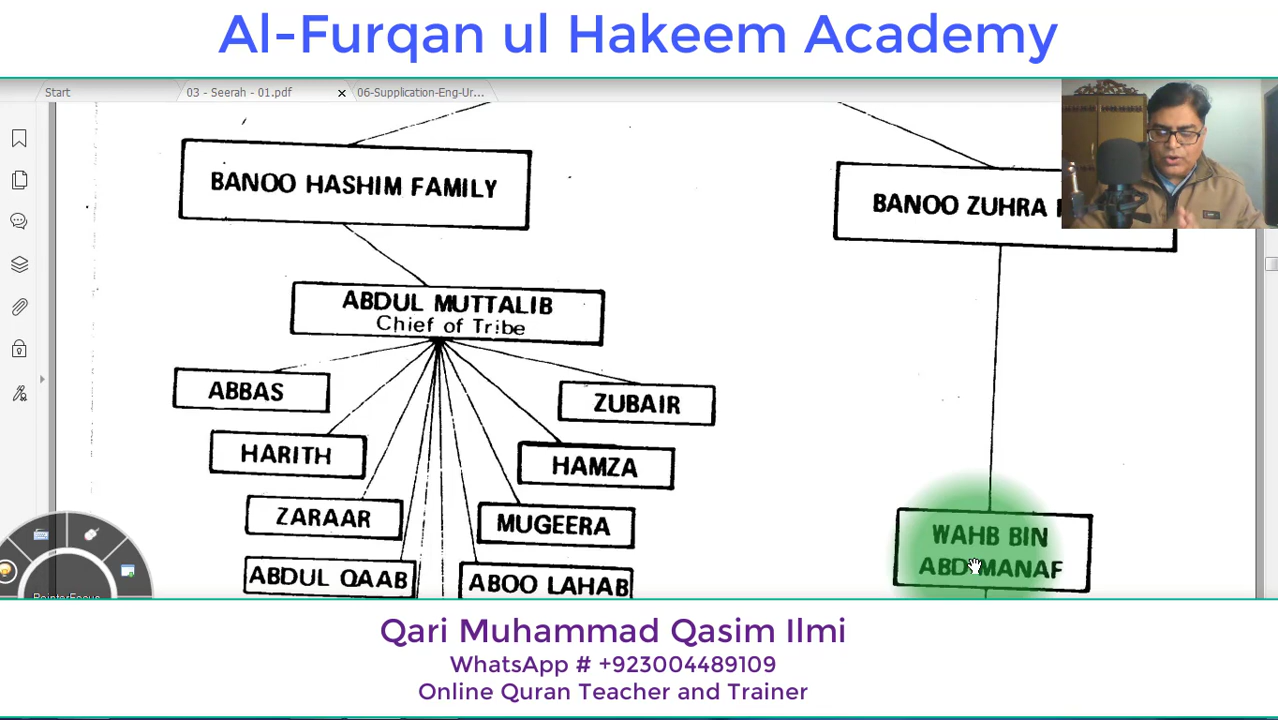 Al-Furqan ul Hakeem Academy
Start
03 - Seerah - 01.pdf
06-Supplication-Eng-Ur...
BANOO HASHIM FAMILY
BANOO ZUHRA
ABDUL MUTTALIB
Chief of Tribe
ABBAS
ZUBAIR
HARITH
HAMZA
ZARAAR
MUGEERA
ABDUL QAAB
ABOO LAHAB
WAHB BIN
ABD MANAF
PointerFocus
Qari Muhammad Qasim Ilmi
WhatsApp # +923004489109
Online Quran Teacher and Trainer